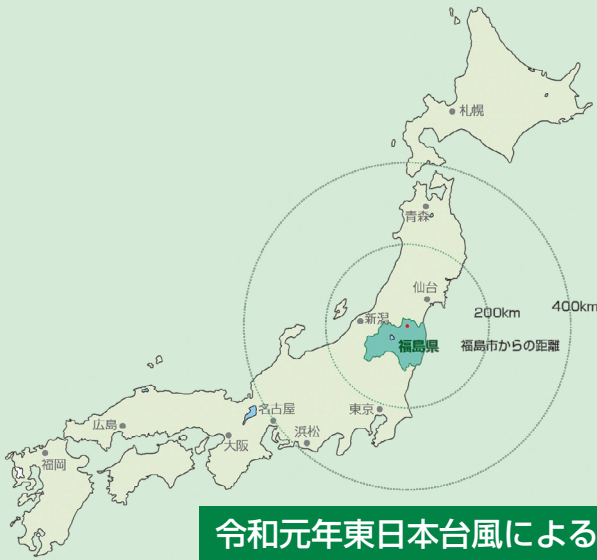 札幌
青森
仙台
新潟
200km
400km
福島県
福島市からの距離
名古屋
東京
広島
浜松
大阪
福岡
令和元年東日本台風による